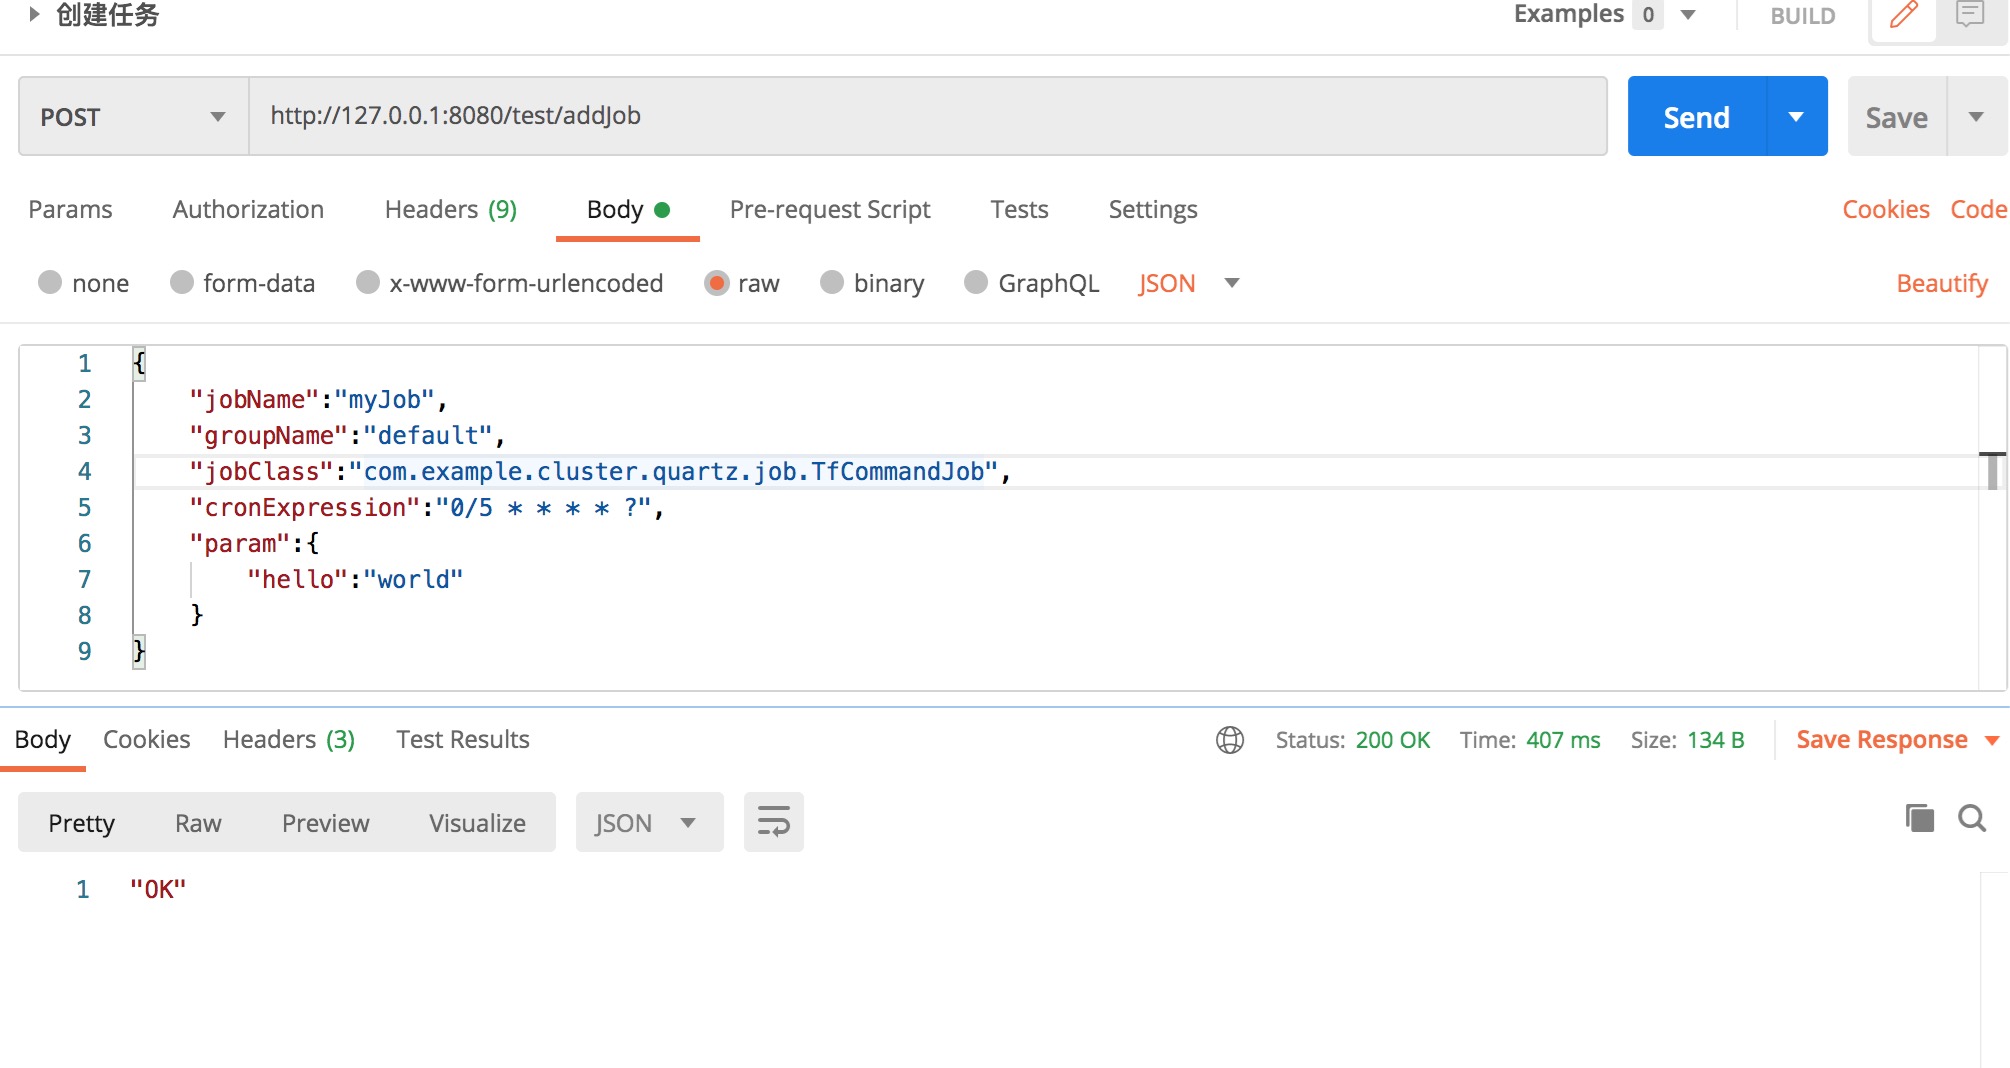 创建任务 Examples 0 BUILD
POST http://127.0.0.1:8080/test/addJob Send Save
Params Authorization Headers (9) Body Pre-request Script Tests Settings Cookies Code
none form-data x-www-form-urlencoded raw binary GraphQL JSON Beautify
1 {
2 "jobName":"myJob",
3 "groupName":"default",
4 "jobClass":"com.example.cluster.quartz.job.TfCommandJob",
5 "cronExpression":"0/5 * * * * ?",
6 "param":{
7 "hello":"world"
8 }
9 }
Body Cookies Headers (3) Test Results Status: 200 OK Time: 407 ms Size: 134 B Save Response
Pretty Raw Preview Visualize JSON
1 "OK"